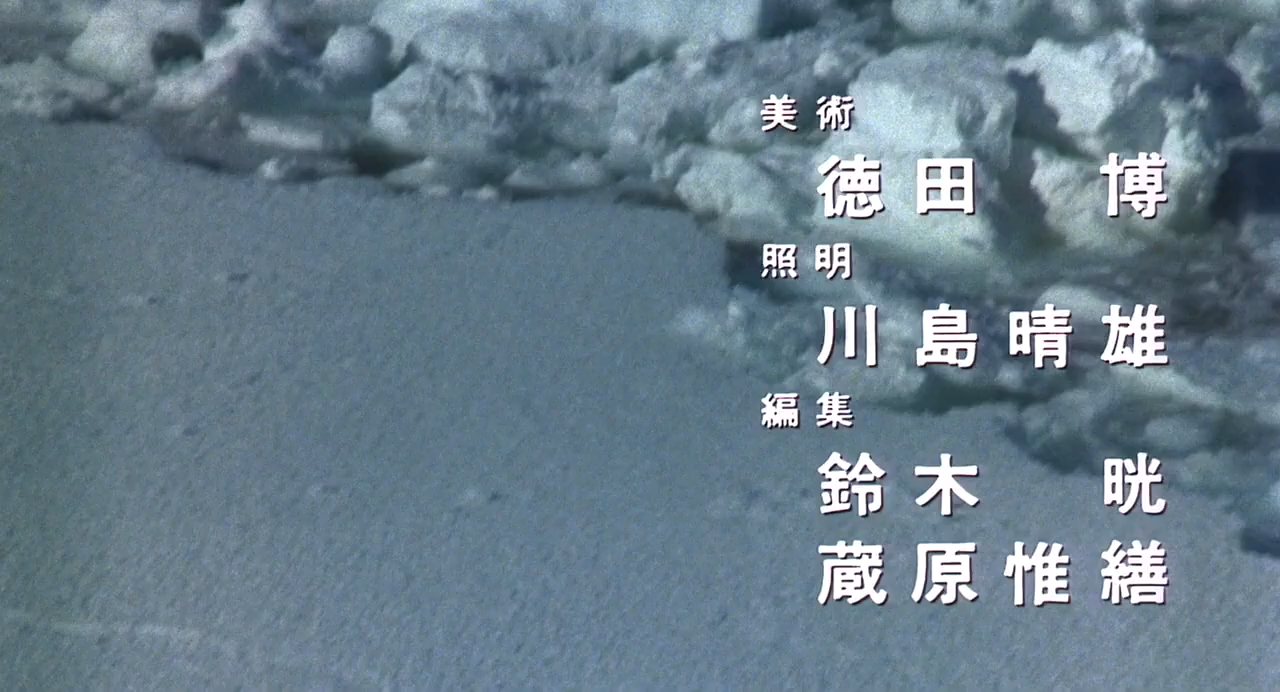 美術
徳田 博
照明
川島晴雄
編集
鈴木 晄
蔵原惟繕